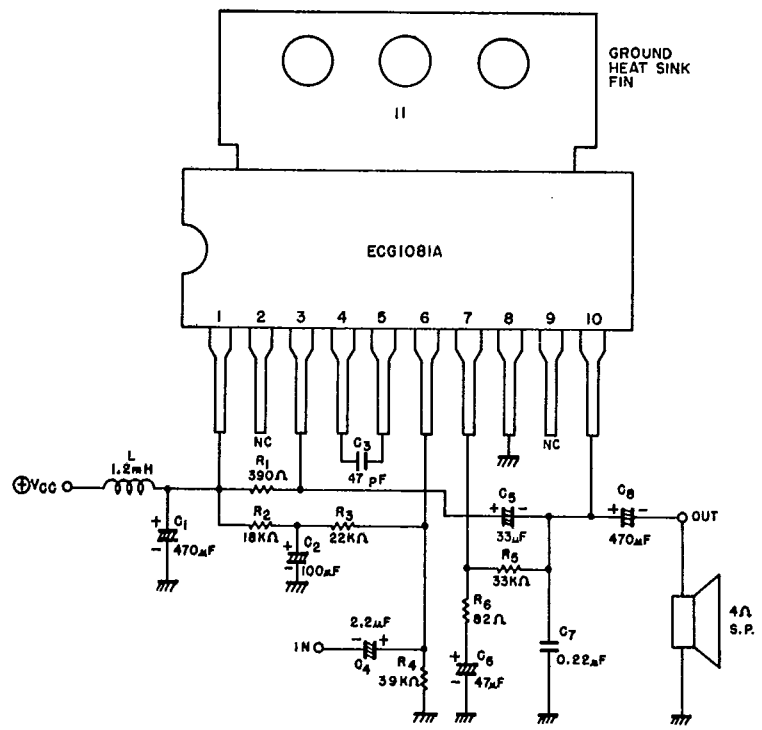 GROUND
HEAT SINK
FIN
11
ECG1081A
1 2 3 4 5 6 7 8 9 10
NC
NC
L
1.2mH
⊕VCC
R1
390Ω
C3
47 pF
C5
+ -
33µF
C8
+ -
470µF
OUT
+
C1
-
470µF
R2
18KΩ
R3
22KΩ
+
C2
-
100µF
R5
33KΩ
R6
82Ω
4Ω
S.P.
2.2µF
IN
- +
C4
R4
39KΩ
+
C6
-
47µF
C7
0.22µF